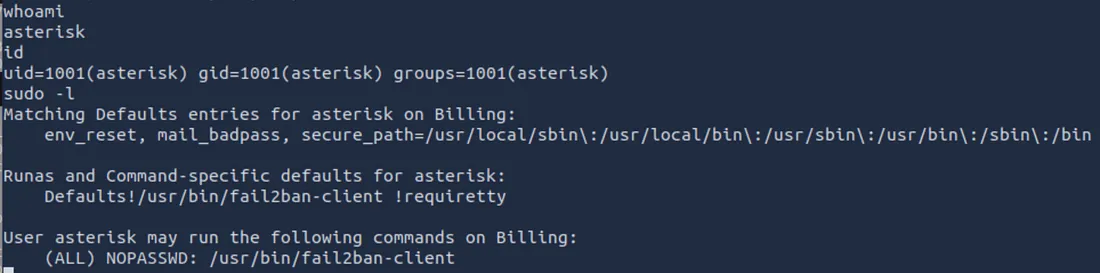 whoami
asterisk
id
uid=1001(asterisk) gid=1001(asterisk) groups=1001(asterisk)
sudo -l
Matching Defaults entries for asterisk on Billing:
    env_reset, mail_badpass, secure_path=/usr/local/sbin\:/usr/local/bin\:/usr/sbin\:/usr/bin\:/sbin\:/bin
Runas and Command-specific defaults for asterisk:
    Defaults!/usr/bin/fail2ban-client !requiretty
User asterisk may run the following commands on Billing:
    (ALL) NOPASSWD: /usr/bin/fail2ban-client